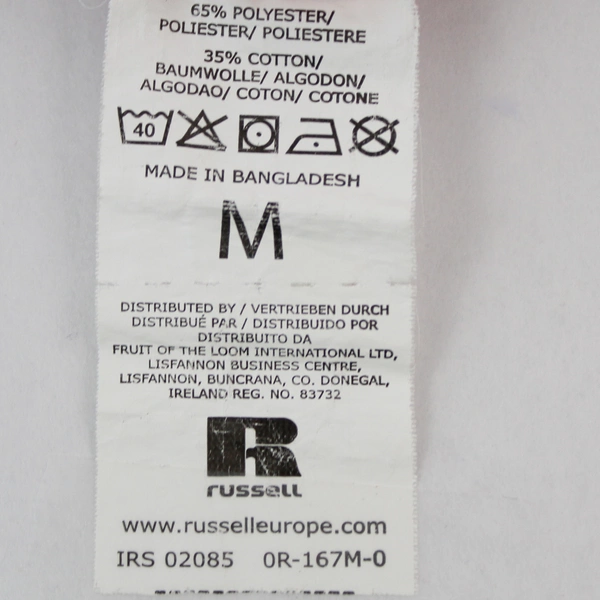 65% POLYESTER/
POLIESTER/ POLIESTERE
35% COTTON/
BAUMWOLLE/ ALGODON/
ALGODAO/ COTON/ COTONE
40
MADE IN BANGLADESH
M
DISTRIBUTED BY / VERTRIEBEN DURCH
DISTRIBUÉ PAR / DISTRIBUIDO POR
DISTRIBUITO DA
FRUIT OF THE LOOM INTERNATIONAL LTD,
LISFANNON BUSINESS CENTRE,
LISFANNON, BUNCRANA, CO. DONEGAL,
IRELAND REG. NO. 83732
R
russell
www.russelleurope.com
IRS 02085 0R-167M-0